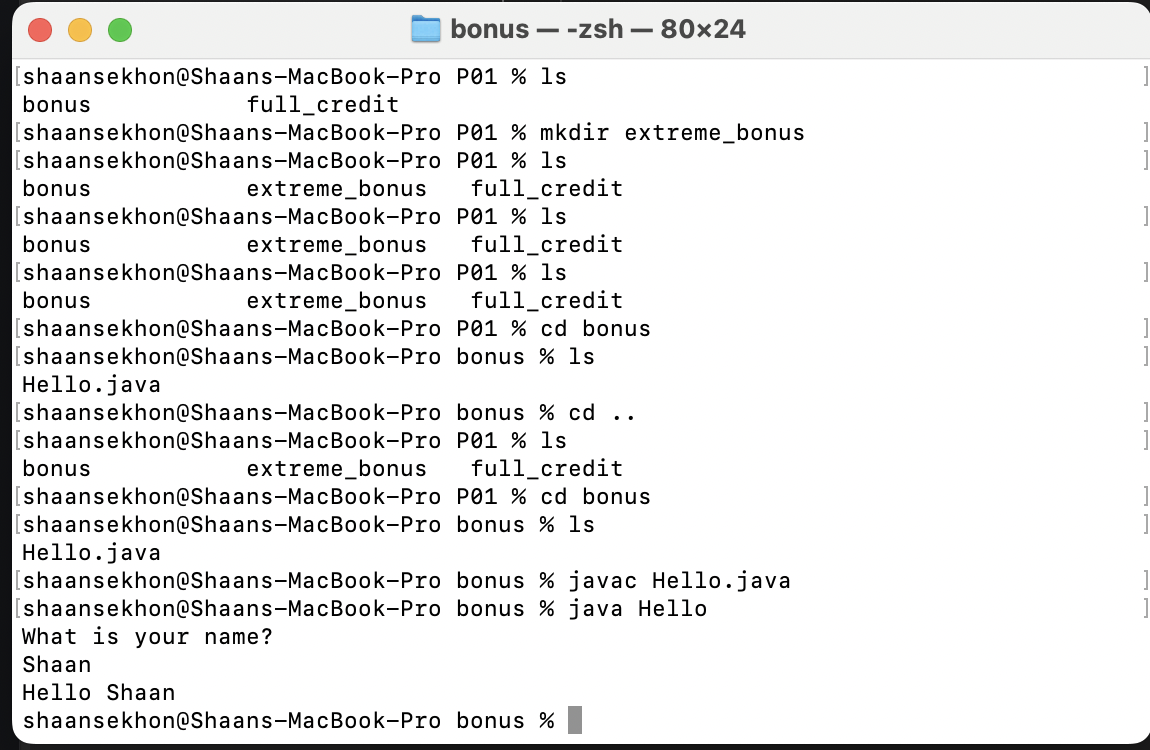 bonus — -zsh — 80×24
[shaansekhon@Shaans-MacBook-Pro P01 % ls ]
bonus full_credit
[shaansekhon@Shaans-MacBook-Pro P01 % mkdir extreme_bonus ]
[shaansekhon@Shaans-MacBook-Pro P01 % ls ]
bonus extreme_bonus full_credit
[shaansekhon@Shaans-MacBook-Pro P01 % ls ]
bonus extreme_bonus full_credit
[shaansekhon@Shaans-MacBook-Pro P01 % ls ]
bonus extreme_bonus full_credit
[shaansekhon@Shaans-MacBook-Pro P01 % cd bonus ]
[shaansekhon@Shaans-MacBook-Pro bonus % ls ]
Hello.java
[shaansekhon@Shaans-MacBook-Pro bonus % cd .. ]
[shaansekhon@Shaans-MacBook-Pro P01 % ls ]
bonus extreme_bonus full_credit
[shaansekhon@Shaans-MacBook-Pro P01 % cd bonus ]
[shaansekhon@Shaans-MacBook-Pro bonus % ls ]
Hello.java
[shaansekhon@Shaans-MacBook-Pro bonus % javac Hello.java ]
[shaansekhon@Shaans-MacBook-Pro bonus % java Hello ]
What is your name?
Shaan
Hello Shaan
shaansekhon@Shaans-MacBook-Pro bonus %